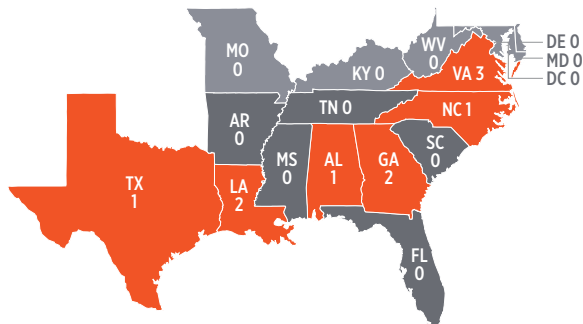 MO
0
WV
0
DE 0
MD 0
DC 0
KY 0
VA 3
TN 0
NC 1
AR
0
SC
0
MS
0
AL
1
GA
2
TX
1
LA
2
FL
0